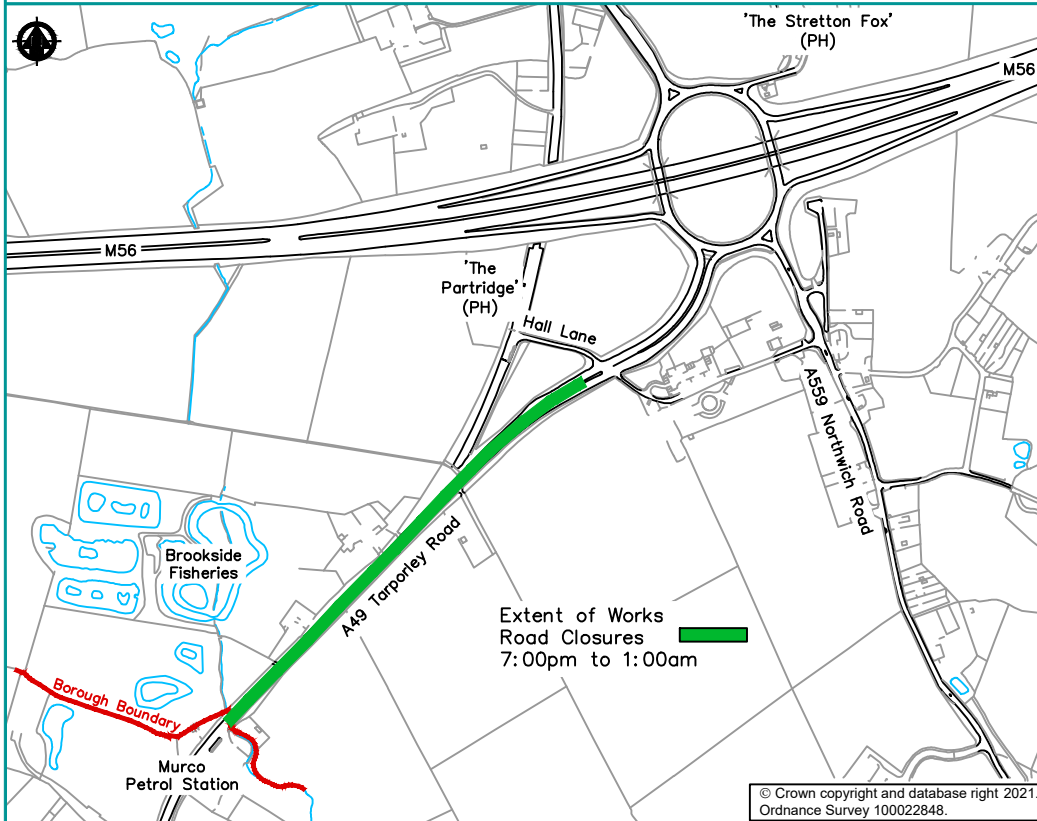 'The Stretton Fox'
(PH)
M56
M56
'The
Partridge'
(PH)
Hall Lane
A559 Northwich Road
Brookside
Fisheries
A49 Tarporley Road
Extent of Works
Road Closures
7:00pm to 1:00am
Borough Boundary
Murco
Petrol Station
© Crown copyright and database right 2021.
Ordnance Survey 100022848.